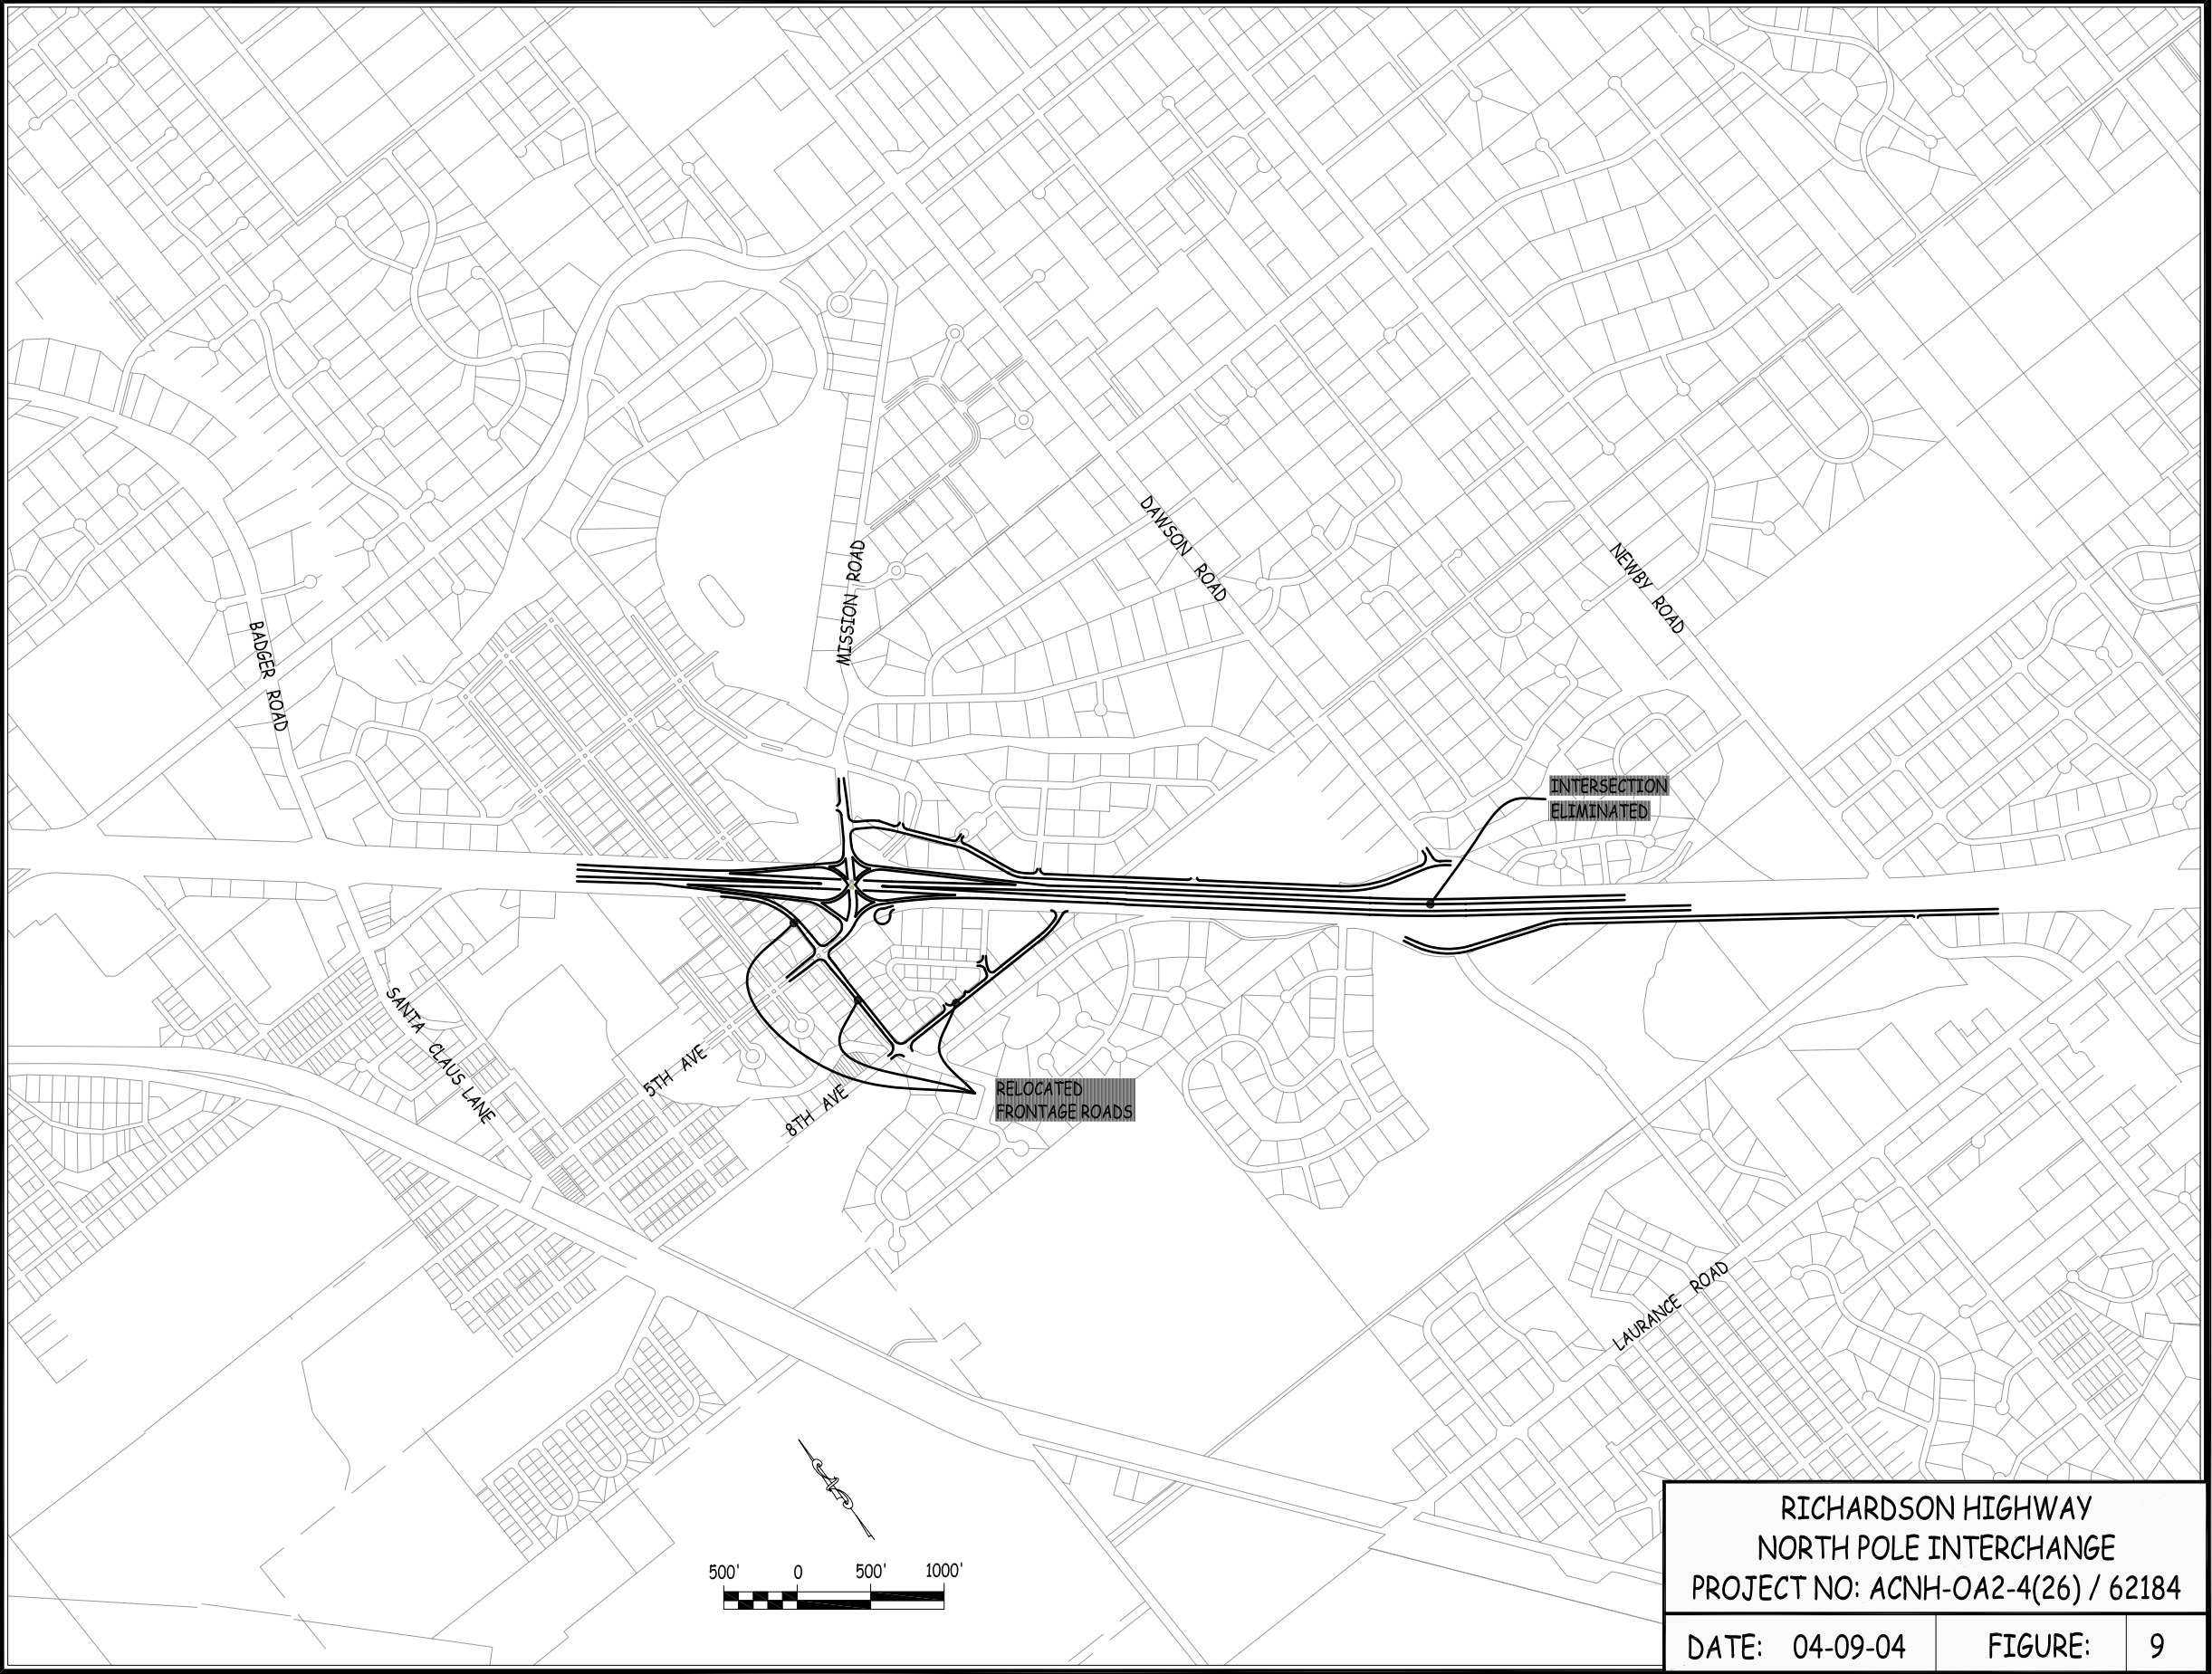 DAWSON ROAD
MISSION ROAD
NEWBY ROAD
BADGER ROAD
INTERSECTION
ELIMINATED
SANTA CLAUS LANE
5TH AVE
8TH AVE
RELOCATED
FRONTAGE ROADS
LAURANCE ROAD
500' 0 500' 1000'
RICHARDSON HIGHWAY
NORTH POLE INTERCHANGE
PROJECT NO: ACNH-OA2-4(26) / 62184
DATE: 04-09-04 FIGURE: 9